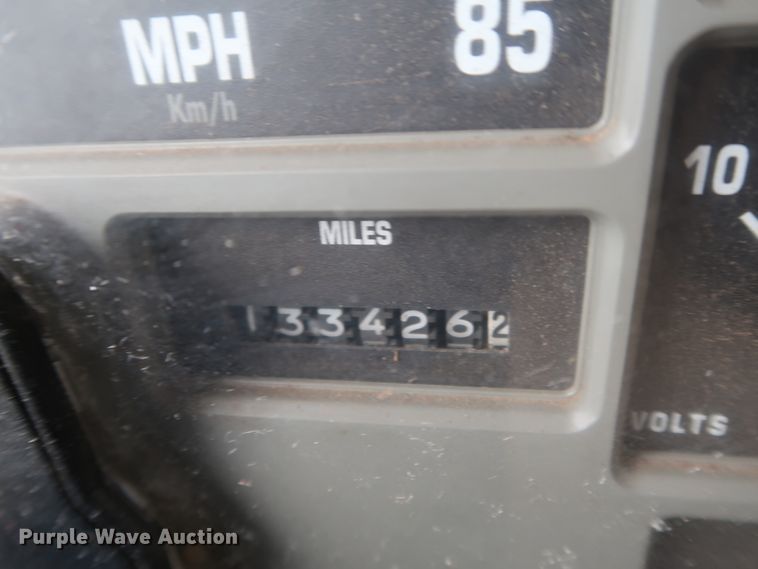 MPH
85
Km/h
10
MILES
1334262
VOLTS
Purple Wave Auction